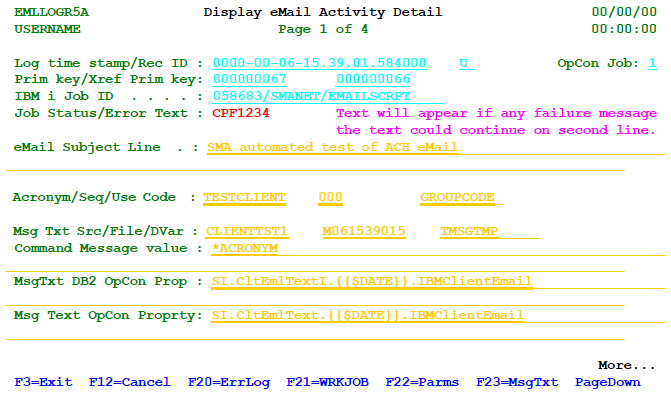 EMLLOGR5A Display eMail Activity Detail 00/00/00
USERNAME Page 1 of 4 00:00:00
Log time stamp/Rec ID : 0000-00-06-15.39.01.584000 U OpCon Job: 1
Prim key/Xref Prim key: 000000067 000000066
IBM i Job ID . . . . : 058683/SMANET/EMAILSCRPT
Job Status/Error Text : CPF1234 Text will appear if any failure message
the text could continue on second line.
eMail Subject Line . : SMA automated test of ACH eMail
Acronym/Seq/Use Code : TESTCLIENT 000 GROUPCODE
Msg Txt Src/File/DVar : CLIENTTST1 M061539015 TMSGTMP
Command Message value : *ACRONYM
MsgTxt DB2 OpCon Prop : SI.CltEmlTextI.{{$DATE}}.IBMClientEmail
Msg Text OpCon Proprty: SI.CltEmlText.{{$DATE}}.IBMClientEmail
More...
F3=Exit F12=Cancel F20=ErrLog F21=WRKJOB F22=Parms F23=MsgTxt PageDown